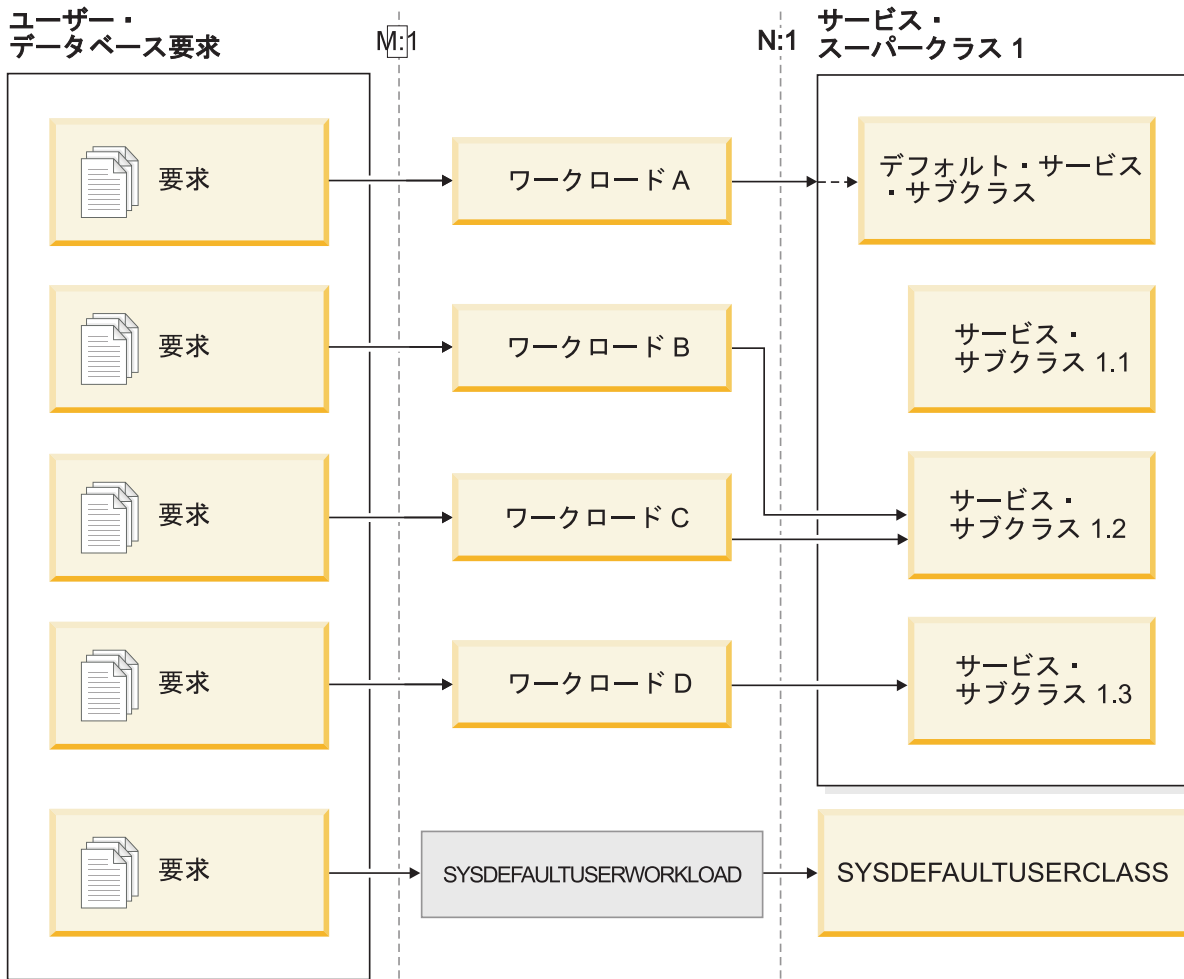 ユーザー・
データベース要求
M:1
N:1
サービス・
スーパークラス 1
要求
ワークロード A
デフォルト・サービス
・サブクラス
要求
ワークロード B
サービス・
サブクラス 1.1
要求
ワークロード C
サービス・
サブクラス 1.2
要求
ワークロード D
サービス・
サブクラス 1.3
要求
SYSDEFAULTUSERWORKLOAD
SYSDEFAULTUSERCLASS